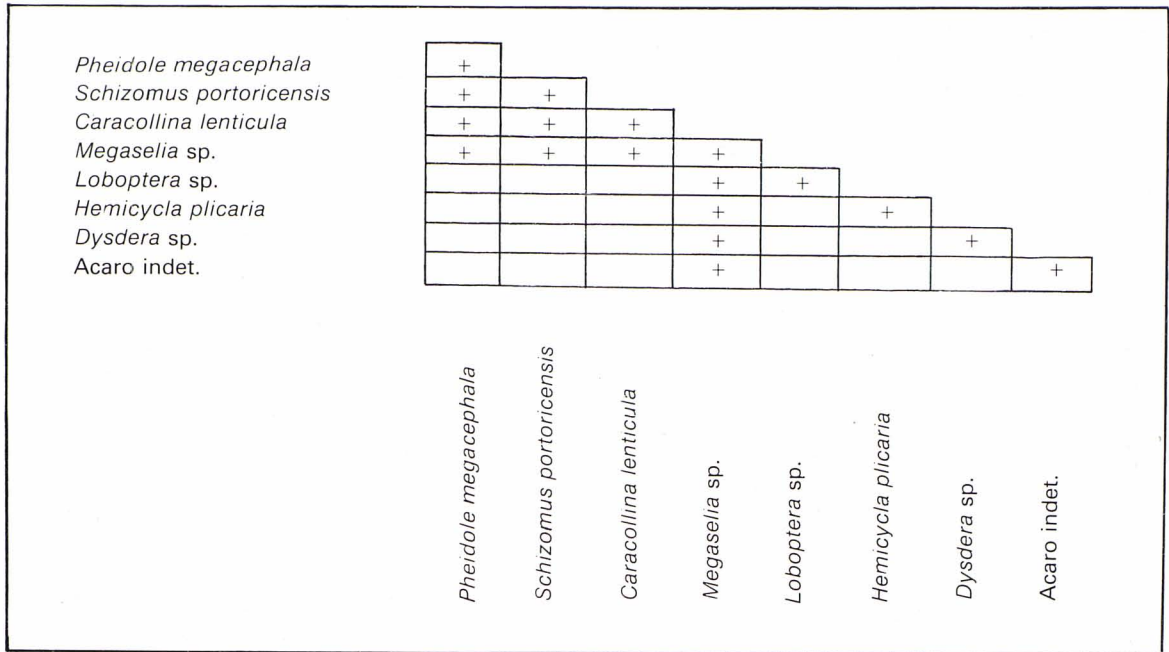 Pheidole megacephala +
Schizomus portoricensis + +
Caracollina lenticula + + +
Megaselia sp. + + + +
Loboptera sp. + +
Hemicycla plicaria + +
Dysdera sp. + +
Acaro indet. + +
Pheidole megacephala
Schizomus portoricensis
Caracollina lenticula
Megaselia sp.
Loboptera sp.
Hemicycla plicaria
Dysdera sp.
Acaro indet.